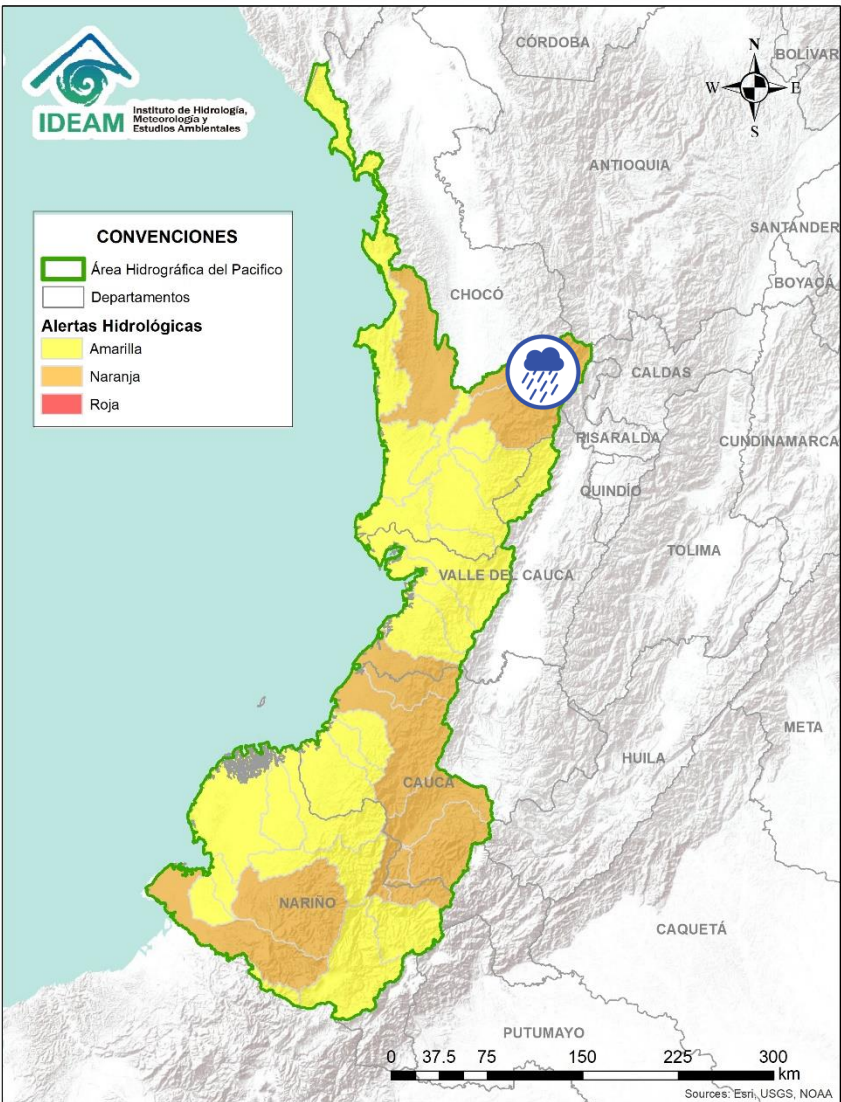 IDEAM
Instituto de Hidrología,
Meteorología y
Estudios Ambientales
CONVENCIONES
Área Hidrográfica del Pacifico
Departamentos
Alertas Hidrológicas
Amarilla
Naranja
Roja
N
W
E
S
CÓRDOBA
BOLÍVAR
ANTIOQUIA
SANTANDER
BOYACÁ
CHOCÓ
CALDAS
RISARALDA
CUNDINAMARCA
QUINDÍO
TOLIMA
VALLE DEL CAUCA
META
HUILA
CAUCA
NARIÑO
CAQUETÁ
PUTUMAYO
0 37.5 75 150 225 300
km
Sources: Esri, USGS, NOAA